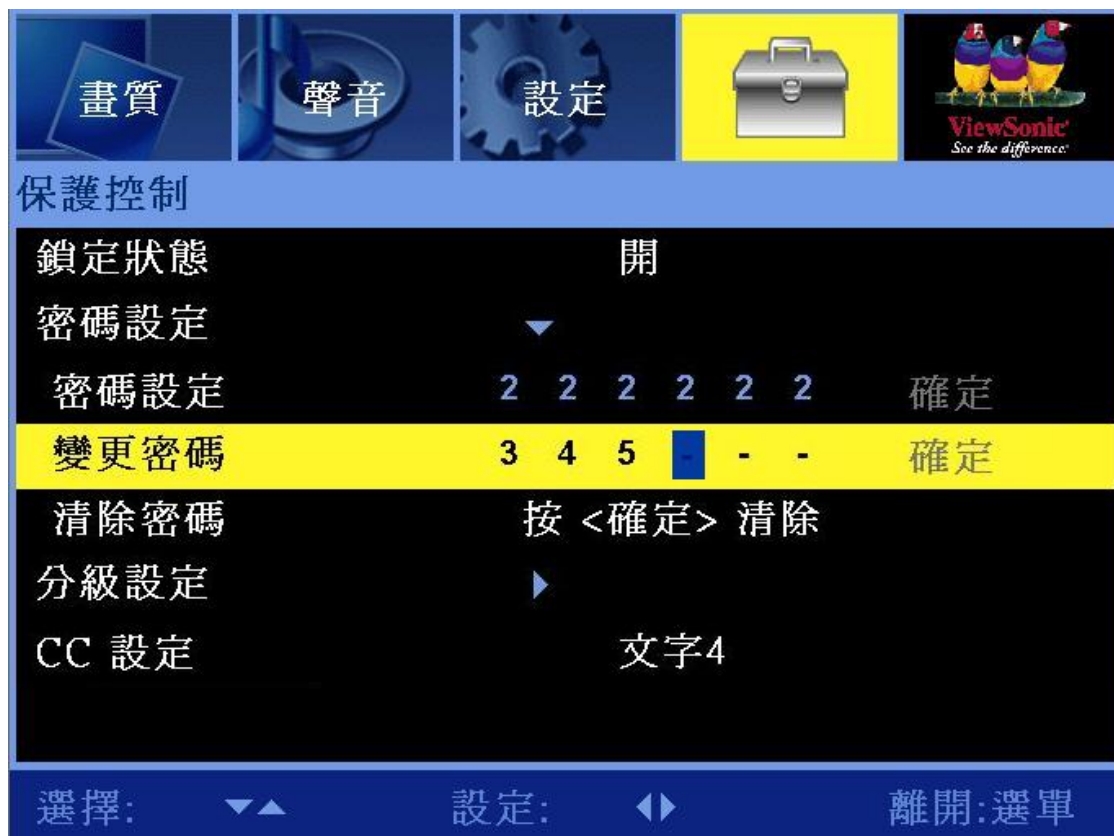 畫質 聲音 設定 ViewSonic®
See the difference™
保護控制
鎖定狀態 開
密碼設定
密碼設定 2 2 2 2 2 2 確定
變更密碼 3 4 5 - - - 確定
清除密碼 按 <確定> 清除
分級設定
CC 設定 文字4
選擇: 設定: 離開:選單